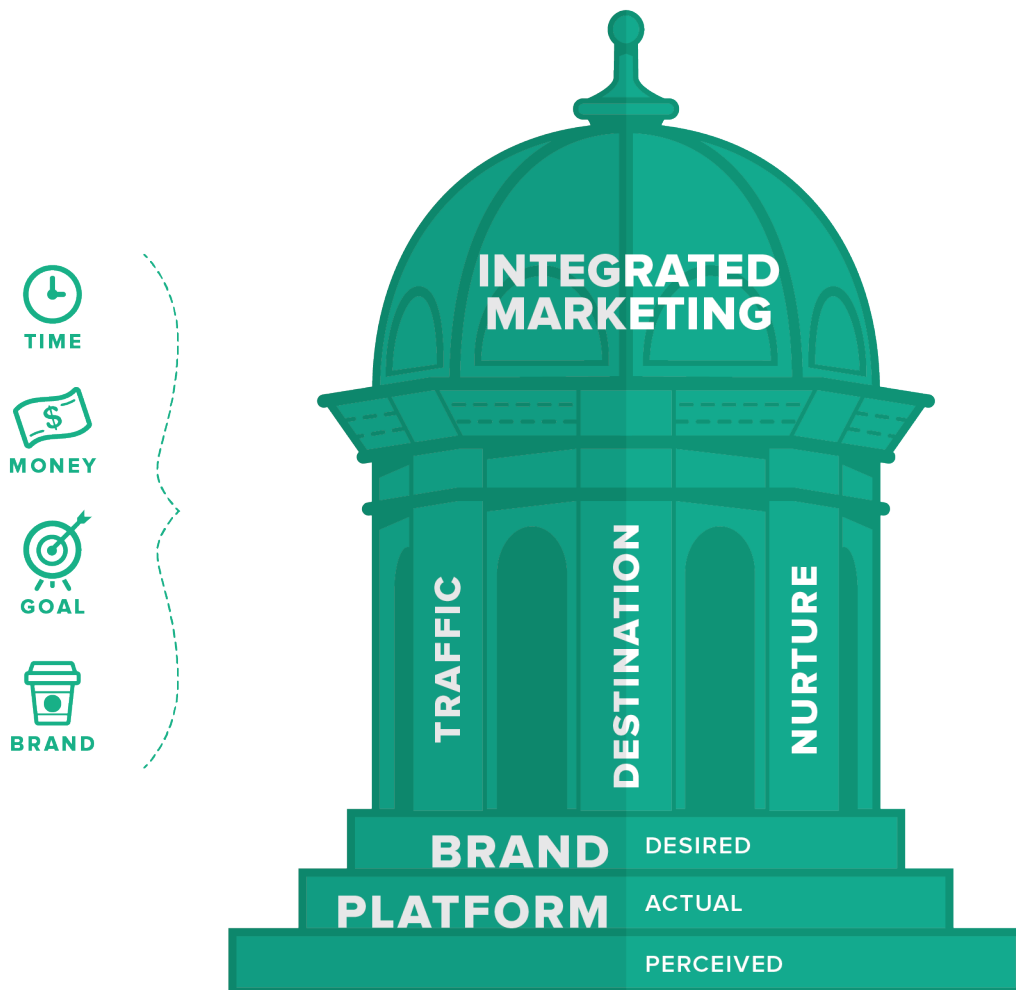 TIME
$
MONEY
GOAL
BRAND
INTEGRATED
MARKETING
TRAFFIC
DESTINATION
NURTURE
BRAND
PLATFORM
DESIRED
ACTUAL
PERCEIVED